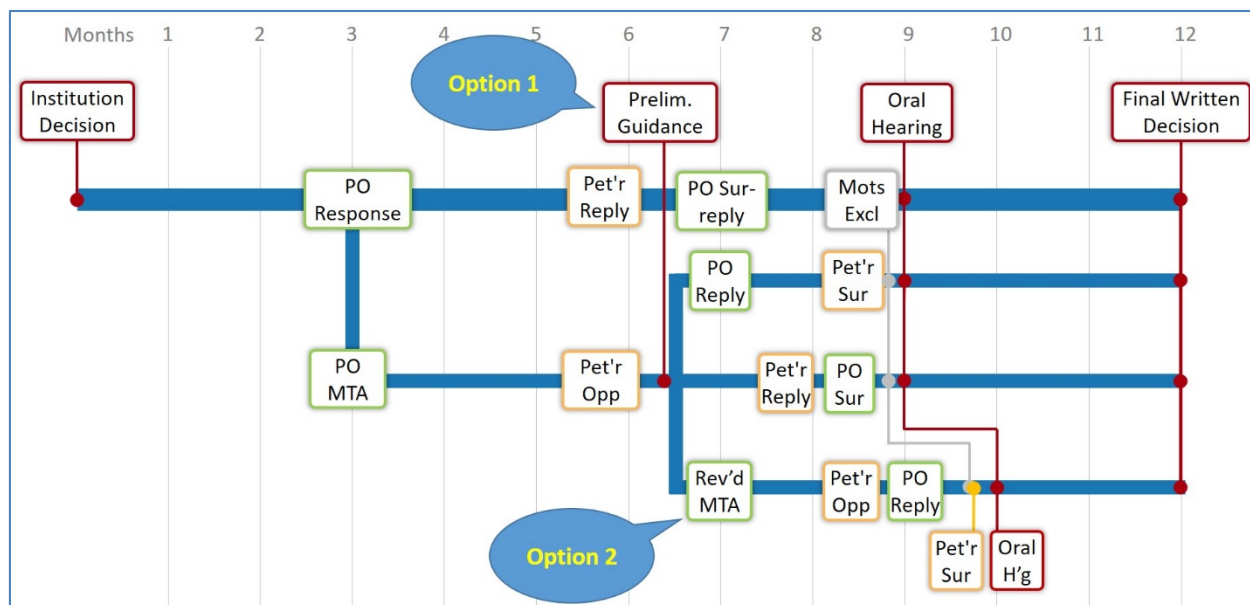 Months 1 2 3 4 5 6 7 8 9 10 11 12
Option 1
Institution
Decision
Prelim.
Guidance
Oral
Hearing
Final Written
Decision
PO
Response
Pet'r
Reply
PO Sur-
reply
Mots
Excl
PO
Reply
Pet'r
Sur
PO
MTA
Pet'r
Opp
Pet'r
Reply
PO
Sur
Rev’d
MTA
Pet'r
Opp
PO
Reply
Option 2
Pet'r
Sur
Oral
H’g